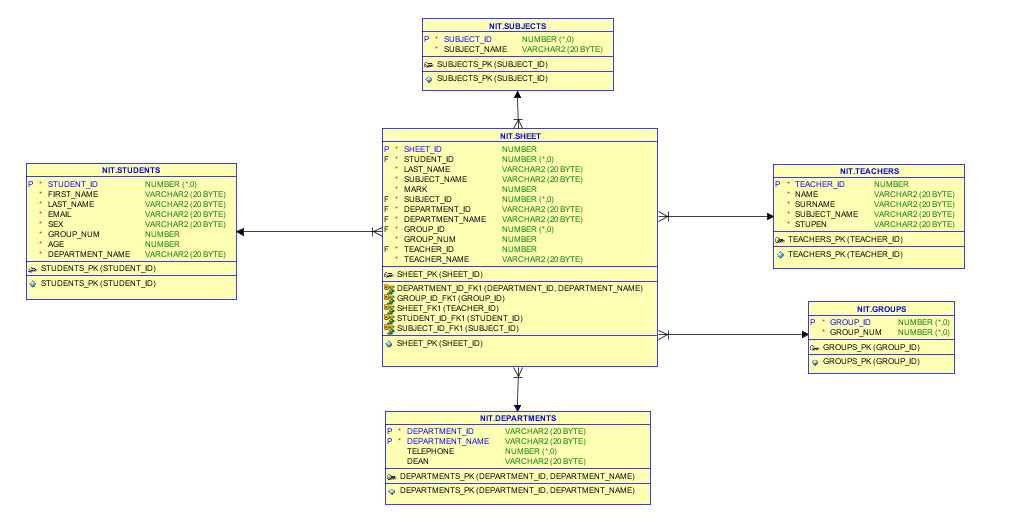 NIT.SUBJECTS
P * SUBJECT_ID NUMBER (*,0)
* SUBJECT_NAME VARCHAR2 (20 BYTE)
SUBJECTS_PK (SUBJECT_ID)
SUBJECTS_PK (SUBJECT_ID)
NIT.SHEET
P * SHEET_ID NUMBER
F * STUDENT_ID NUMBER (*,0)
* LAST_NAME VARCHAR2 (20 BYTE)
* SUBJECT_NAME VARCHAR2 (20 BYTE)
* MARK NUMBER
F * SUBJECT_ID NUMBER (*,0)
F * DEPARTMENT_ID VARCHAR2 (20 BYTE)
F * DEPARTMENT_NAME VARCHAR2 (20 BYTE)
F * GROUP_ID NUMBER (*,0)
* GROUP_NUM NUMBER
F * TEACHER_ID NUMBER
* TEACHER_NAME VARCHAR2 (20 BYTE)
SHEET_PK (SHEET_ID)
DEPARTMENT_ID_FK1 (DEPARTMENT_ID, DEPARTMENT_NAME)
GROUP_ID_FK1 (GROUP_ID)
SHEET_FK1 (TEACHER_ID)
STUDENT_ID_FK1 (STUDENT_ID)
SUBJECT_ID_FK1 (SUBJECT_ID)
SHEET_PK (SHEET_ID)
NIT.STUDENTS
P * STUDENT_ID NUMBER (*,0)
* FIRST_NAME VARCHAR2 (20 BYTE)
* LAST_NAME VARCHAR2 (20 BYTE)
* EMAIL VARCHAR2 (20 BYTE)
* SEX VARCHAR2 (20 BYTE)
* GROUP_NUM NUMBER
* AGE NUMBER
* DEPARTMENT_NAME VARCHAR2 (20 BYTE)
STUDENTS_PK (STUDENT_ID)
STUDENTS_PK (STUDENT_ID)
NIT.TEACHERS
P * TEACHER_ID NUMBER
* NAME VARCHAR2 (20 BYTE)
* SURNAME VARCHAR2 (20 BYTE)
* SUBJECT_NAME VARCHAR2 (20 BYTE)
* STUPEN VARCHAR2 (20 BYTE)
TEACHERS_PK (TEACHER_ID)
TEACHERS_PK (TEACHER_ID)
NIT.GROUPS
P * GROUP_ID NUMBER (*,0)
* GROUP_NUM NUMBER (*,0)
GROUPS_PK (GROUP_ID)
GROUPS_PK (GROUP_ID)
NIT.DEPARTMENTS
P * DEPARTMENT_ID VARCHAR2 (20 BYTE)
P * DEPARTMENT_NAME VARCHAR2 (20 BYTE)
TELEPHONE NUMBER (*,0)
DEAN VARCHAR2 (20 BYTE)
DEPARTMENTS_PK (DEPARTMENT_ID, DEPARTMENT_NAME)
DEPARTMENTS_PK (DEPARTMENT_ID, DEPARTMENT_NAME)